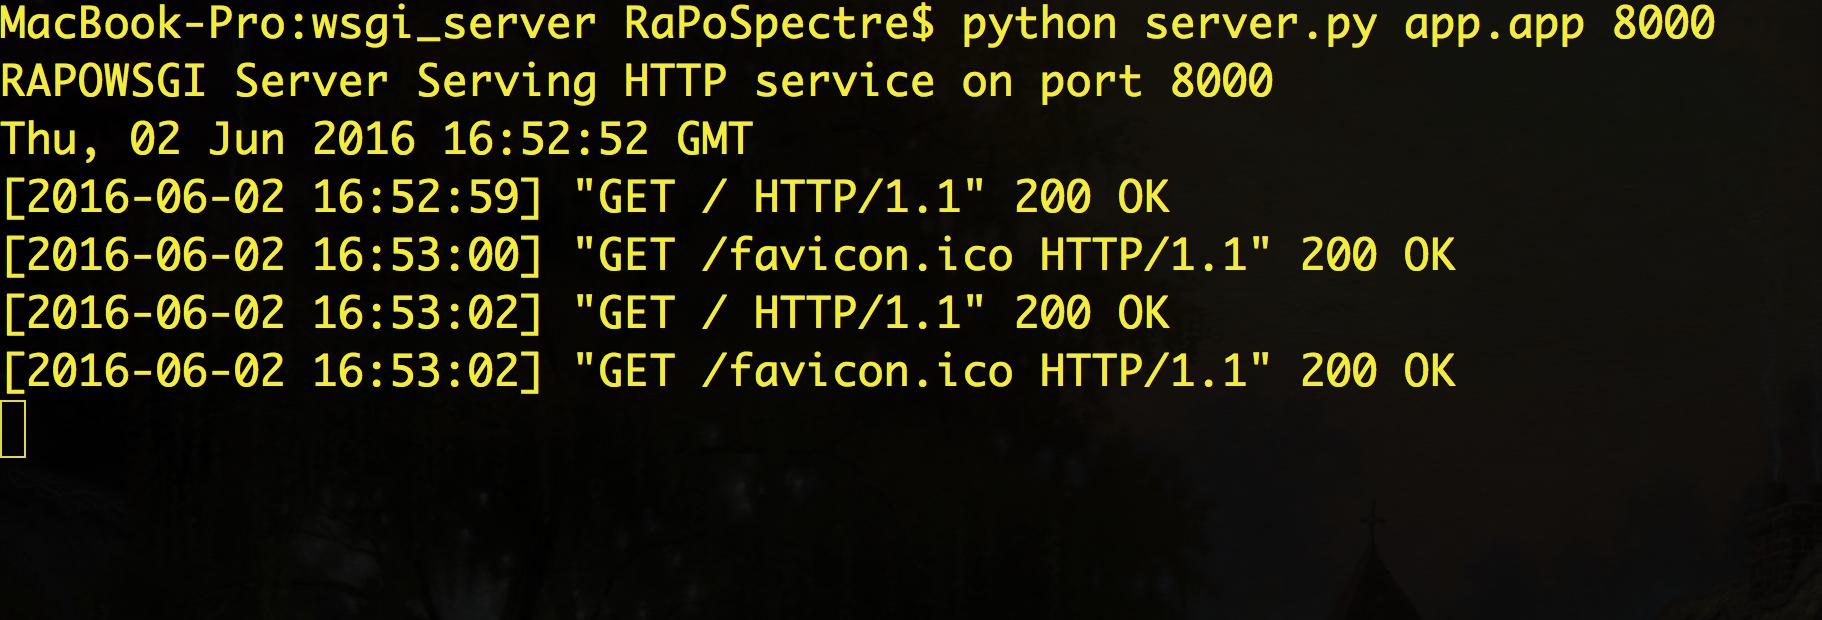 MacBook-Pro:wsgi_server RaPoSpectre$ python server.py app.app 8000
RAPOWSGI Server Serving HTTP service on port 8000
Thu, 02 Jun 2016 16:52:52 GMT
[2016-06-02 16:52:59] "GET / HTTP/1.1" 200 OK
[2016-06-02 16:53:00] "GET /favicon.ico HTTP/1.1" 200 OK
[2016-06-02 16:53:02] "GET / HTTP/1.1" 200 OK
[2016-06-02 16:53:02] "GET /favicon.ico HTTP/1.1" 200 OK